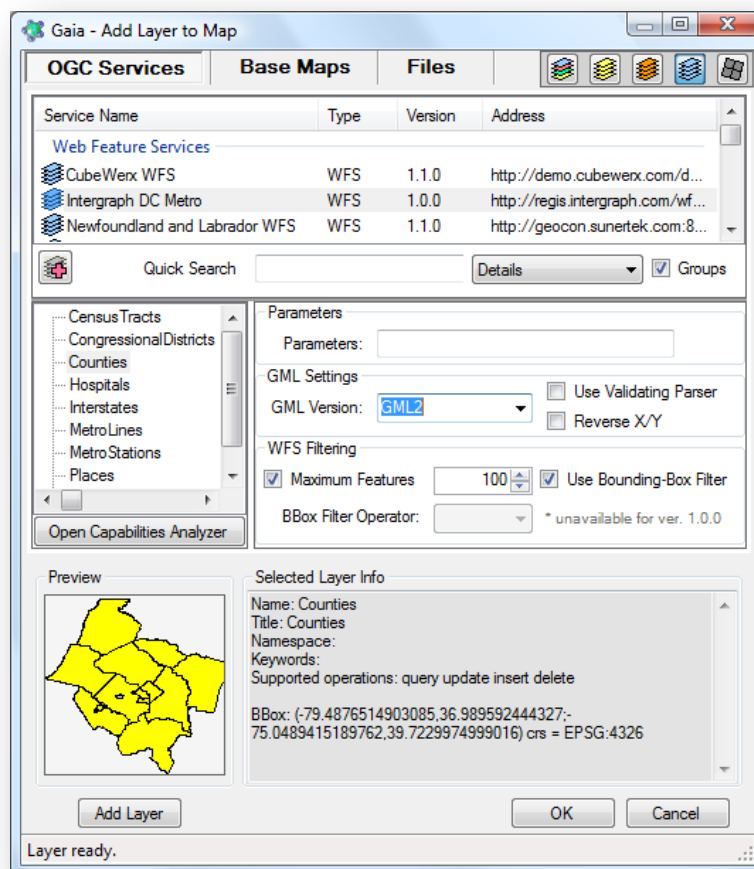 Gaia - Add Layer to Map
OGC Services Base Maps Files
Service Name Type Version Address
Web Feature Services
CubeWerx WFS WFS 1.1.0 http://demo.cubewerx.com/d...
Intergraph DC Metro WFS 1.0.0 http://regis.intergraph.com/wf...
Newfoundland and Labrador WFS WFS 1.1.0 http://geocon.sunertek.com:8...
Quick Search Details Groups
CensusTracts
CongressionalDistricts
Counties
Hospitals
Interstates
MetroLines
MetroStations
Places
Open Capabilities Analyzer
Parameters
Parameters:
GML Settings
GML Version: GML2
Use Validating Parser
Reverse X/Y
WFS Filtering
Maximum Features 100 Use Bounding-Box Filter
BBox Filter Operator: * unavailable for ver. 1.0.0
Preview
Selected Layer Info
Name: Counties
Title: Counties
Namespace:
Keywords:
Supported operations: query update insert delete
BBox: (-79.4876514903085,36.989592444327;-
75.0489415189762,39.7229974999016) crs = EPSG:4326
Add Layer OK Cancel
Layer ready.